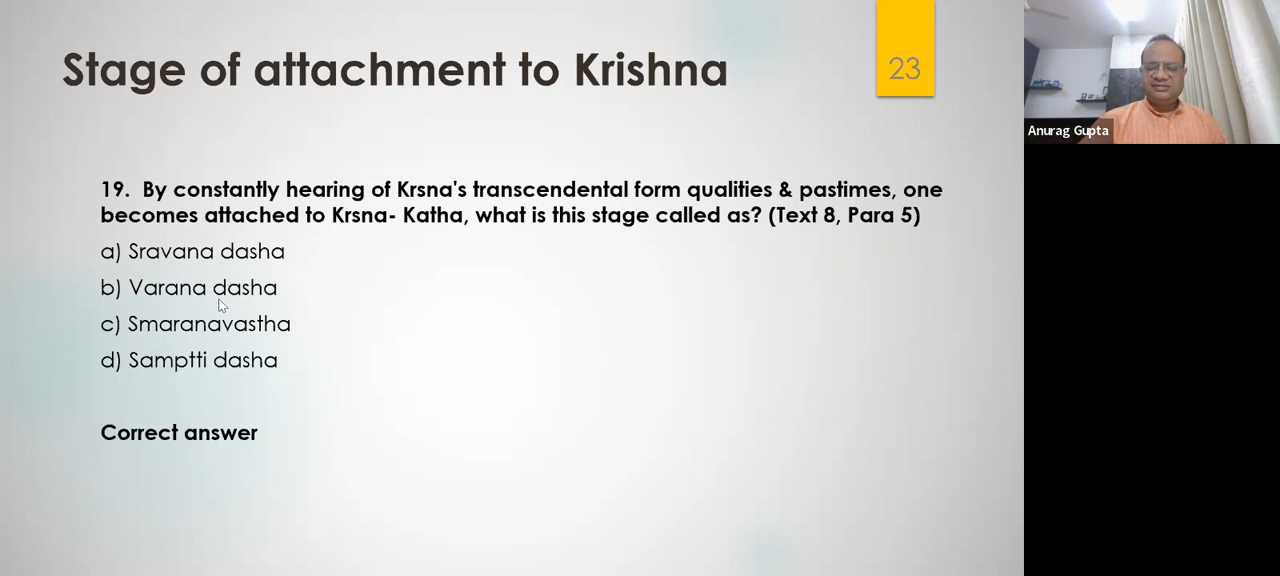 Stage of attachment to Krishna
23
Anurag Gupta
19. By constantly hearing of Krsna's transcendental form qualities & pastimes, one
becomes attached to Krsna- Katha, what is this stage called as? (Text 8, Para 5)
a) Sravana dasha
b) Varana dasha
c) Smaranavastha
d) Samptti dasha
Correct answer